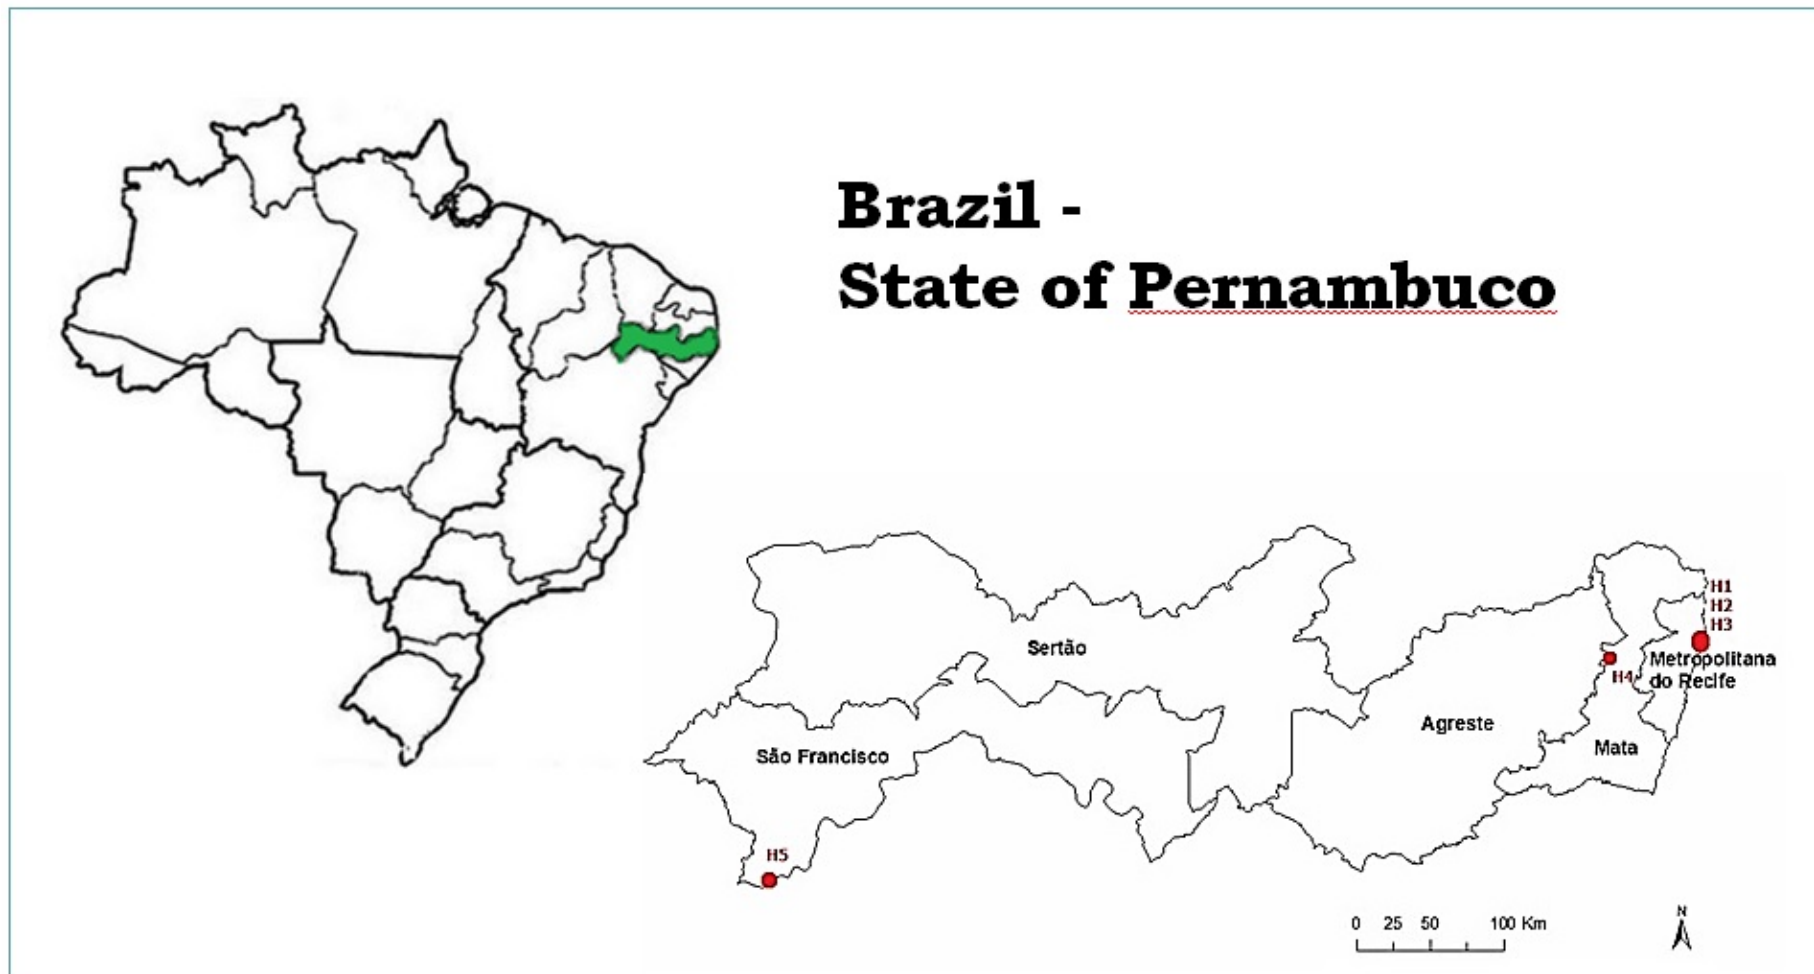 Brazil -
State of Pernambuco
H1
H2
H3
Sertão
Metropolitana
do Recife
H4
Agreste
São Francisco
Mata
H5
0 25 50 100 Km
N